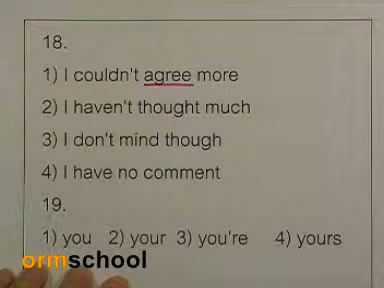 18.
1) I couldn't agree more
2) I haven't thought much
3) I don't mind though
4) I have no comment
19.
1) you 2) your 3) you're 4) yours
ormschool